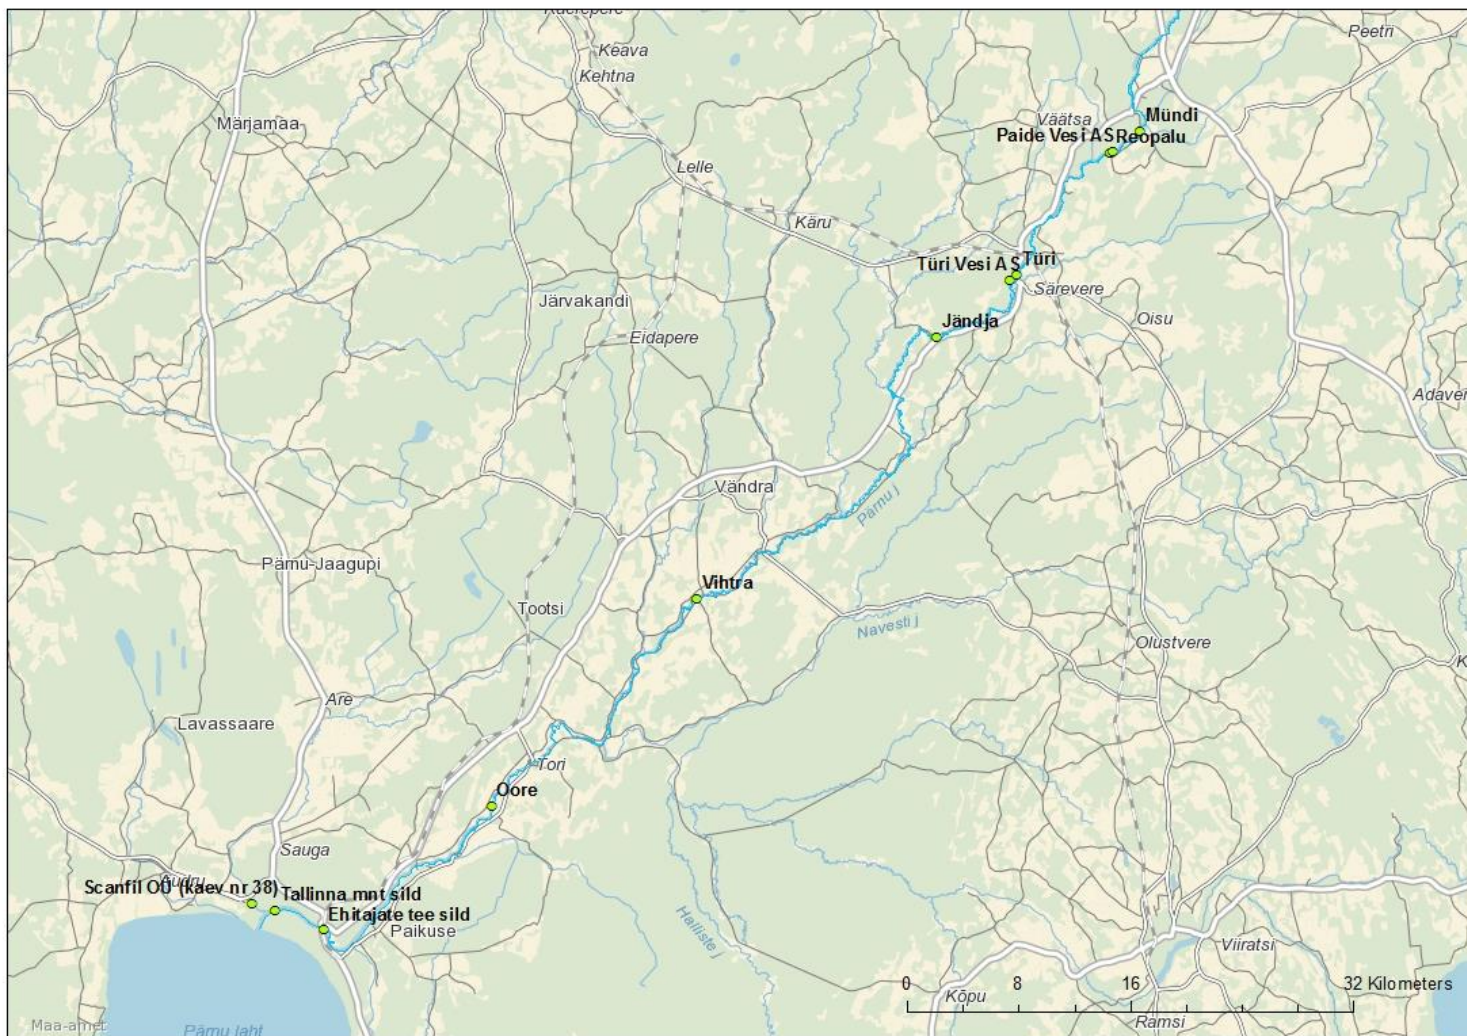 Keava
Peetri
Kehtna
Märjamaa
Väätsa
Mündi
Paide Vesi AS
Reopalu
Lelle
Käru
Türi Vesi AS
Türi
Särevere
Järvakandi
Oisu
Jändja
Eidapere
Vändra
Pärnu j
Pärnu-Jaagupi
Vihtra
Tootsi
Navesti j
Olustvere
Are
Lavassaare
Tori
Oore
Sauga
Audru
Scanfil OÜ (kaev nr 38)
Tallinna mnt sild
Ehitajate tee sild
Paikuse
Halliste j
Viiratsi
0 8 16 32 Kilometers
Kõpu
Ramsi
Maa-amet
Pärnu laht